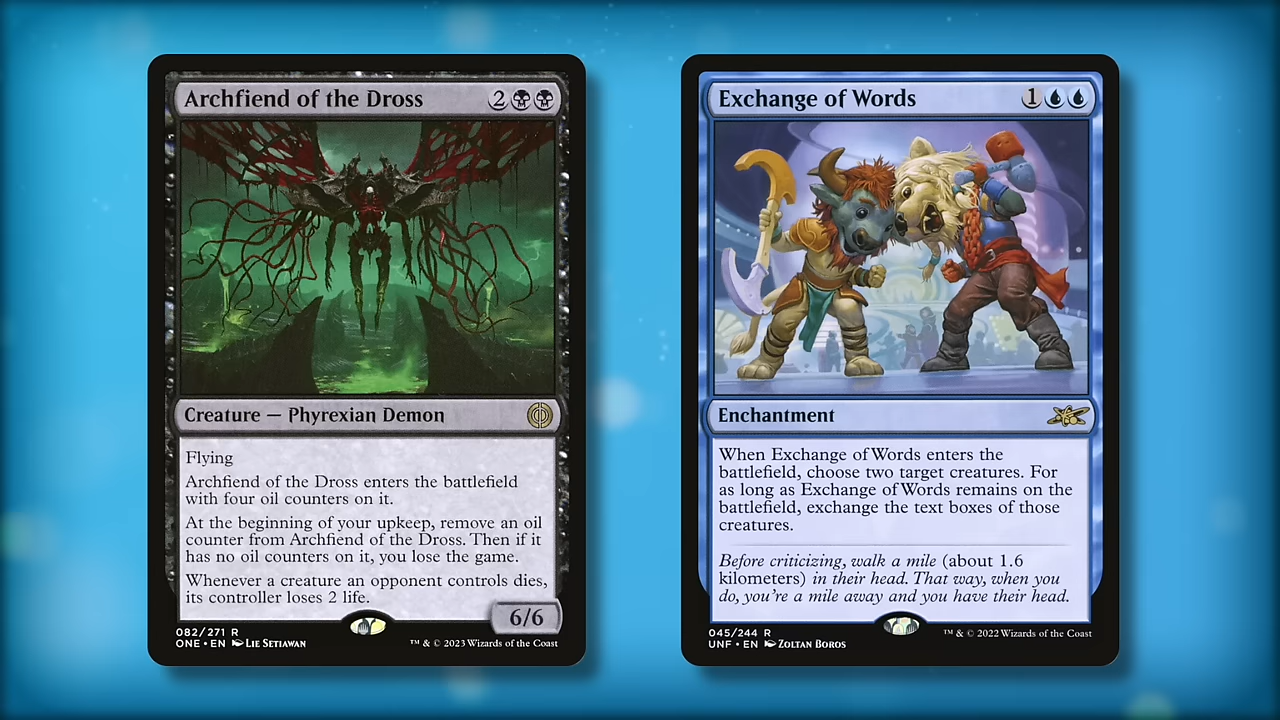 Archfiend of the Dross 2
Creature — Phyrexian Demon
Flying
Archfiend of the Dross enters the battlefield
with four oil counters on it.
At the beginning of your upkeep, remove an oil
counter from Archfiend of the Dross. Then if it
has no oil counters on it, you lose the game.
Whenever a creature an opponent controls dies,
its controller loses 2 life.
6/6
082/271 R
ONE • EN Lie Setiawan
™ & © 2023 Wizards of the Coast
Exchange of Words 1
Enchantment
When Exchange of Words enters the
battlefield, choose two target creatures. For
as long as Exchange of Words remains on the
battlefield, exchange the text boxes of those
creatures.
Before criticizing, walk a mile (about 1.6
kilometers) in their head. That way, when you
do, you're a mile away and you have their head.
045/244 R
UNF • EN Zoltan Boros
™ & © 2022 Wizards of the Coast